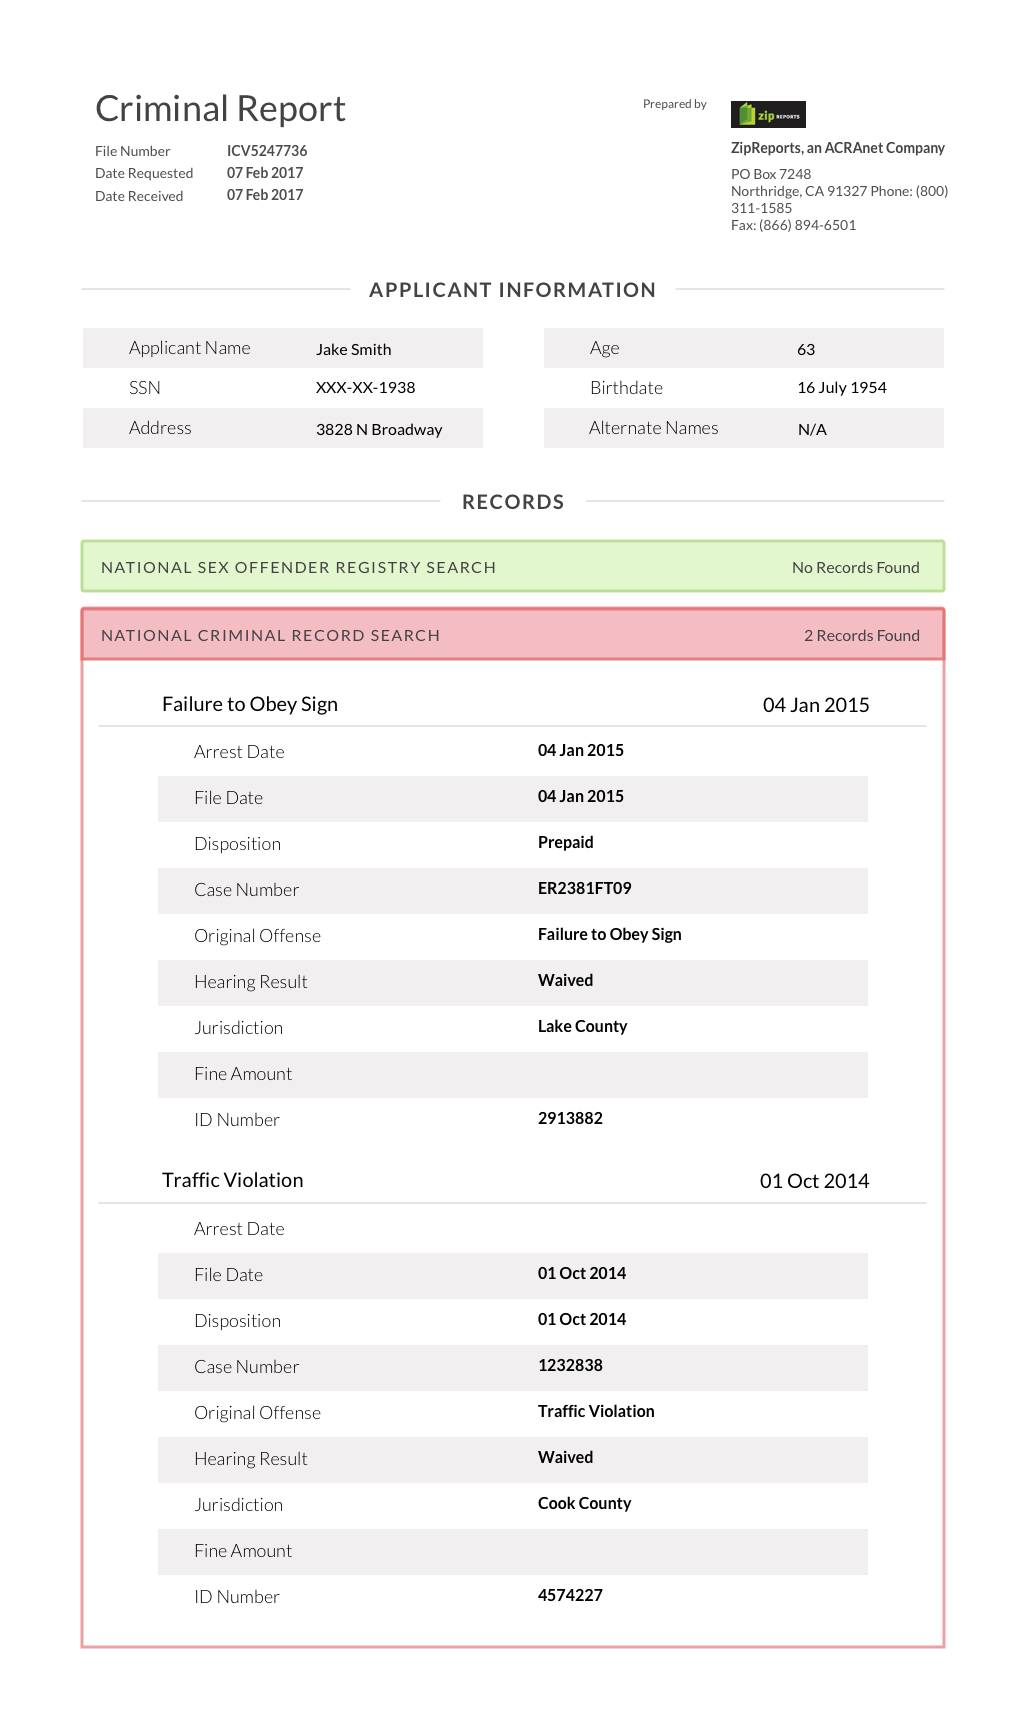 Criminal Report
File Number ICV5247736
Date Requested 07 Feb 2017
Date Received 07 Feb 2017
Prepared by
zip REPORTS
ZipReports, an ACRAnet Company
PO Box 7248
Northridge, CA 91327 Phone: (800)
311-1585
Fax: (866) 894-6501
APPLICANT INFORMATION
Applicant Name Jake Smith
SSN XXX-XX-1938
Address 3828 N Broadway
Age 63
Birthdate 16 July 1954
Alternate Names N/A
RECORDS
NATIONAL SEX OFFENDER REGISTRY SEARCH No Records Found
NATIONAL CRIMINAL RECORD SEARCH 2 Records Found
Failure to Obey Sign 04 Jan 2015
Arrest Date 04 Jan 2015
File Date 04 Jan 2015
Disposition Prepaid
Case Number ER2381FT09
Original Offense Failure to Obey Sign
Hearing Result Waived
Jurisdiction Lake County
Fine Amount
ID Number 2913882
Traffic Violation 01 Oct 2014
Arrest Date
File Date 01 Oct 2014
Disposition 01 Oct 2014
Case Number 1232838
Original Offense Traffic Violation
Hearing Result Waived
Jurisdiction Cook County
Fine Amount
ID Number 4574227